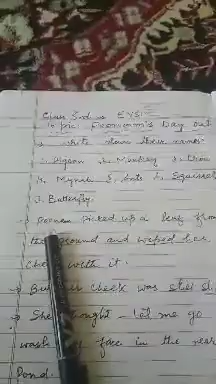 Class 3rd EVS
Topic Poonam's Day out
write down their names-
1. Pigeon 2. Monkey 3. Crow
4. Myna 5. Ants 6. Squirrel
7. Butterfly.
→ Poonam Picked up a leaf from
the ground and wiped her
cheek with it.
→ But her cheek was still
→ She thought - Let me go
wash my face in the near
Pond.